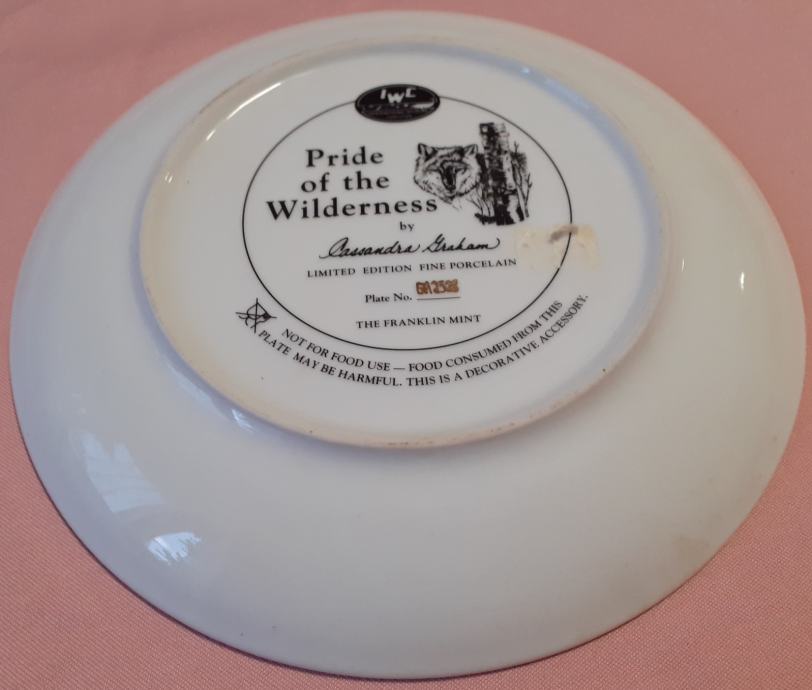 IWC
Pride
of the
Wilderness
by
Cassandra Graham
LIMITED EDITION FINE PORCELAIN
Plate No.
THE FRANKLIN MINT
NOT FOR FOOD USE — FOOD CONSUMED FROM THIS
PLATE MAY BE HARMFUL. THIS IS A DECORATIVE ACCESSORY.